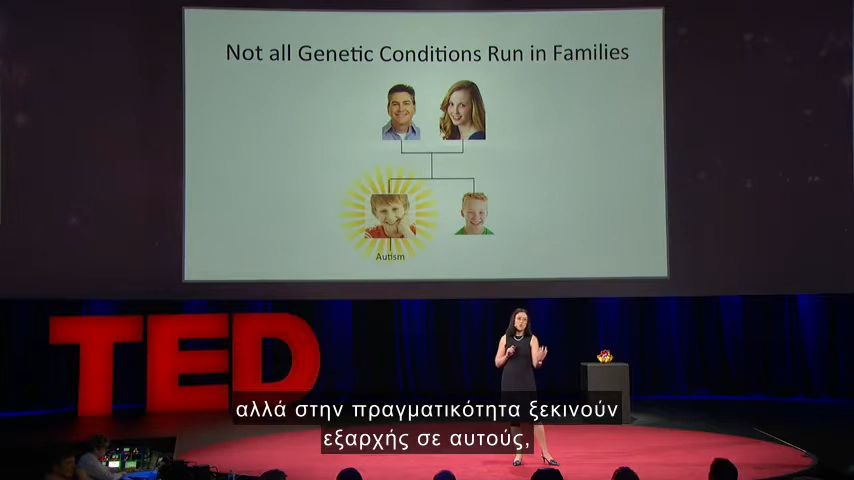 Not all Genetic Conditions Run in Families
Autism
TED
αλλά στην πραγματικότητα ξεκινούν
εξαρχής σε αυτούς,